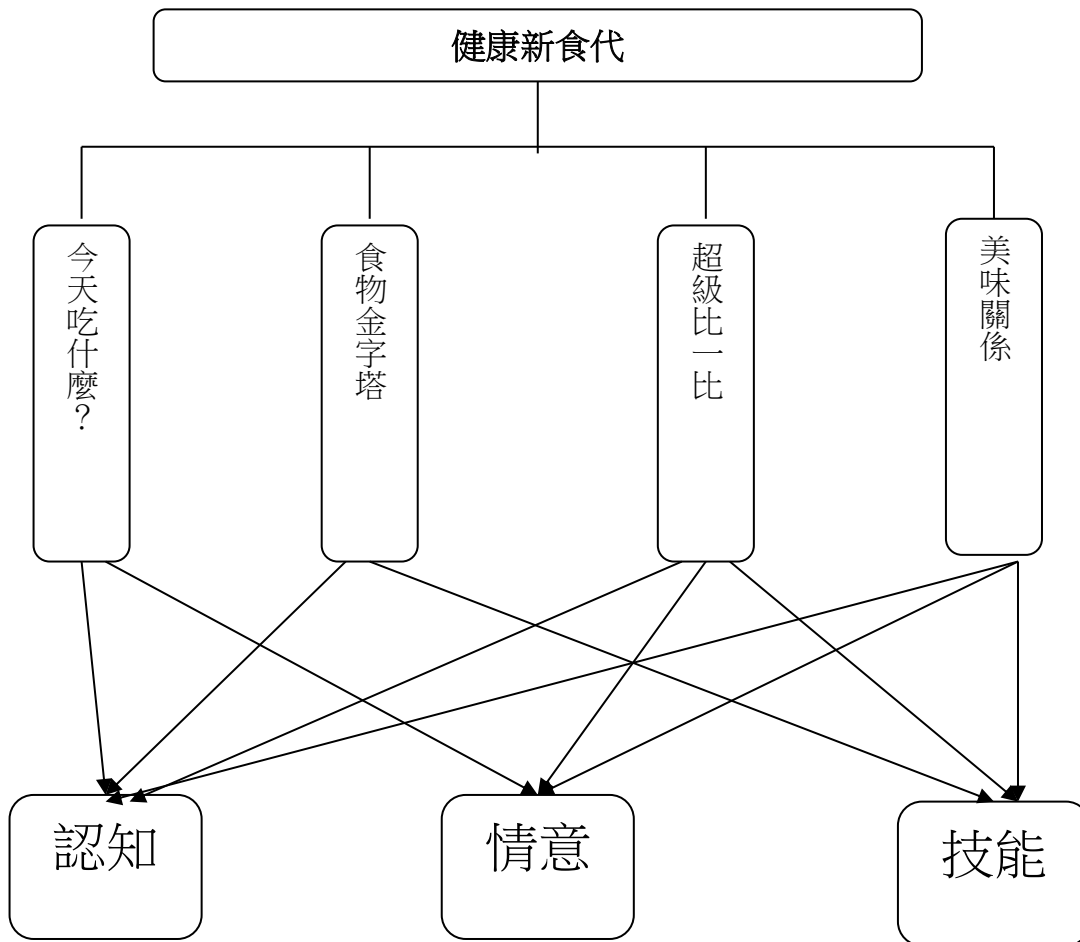 健康新食代
今天吃什麼？
食物金字塔
超級比一比
美味關係
認知
情意
技能